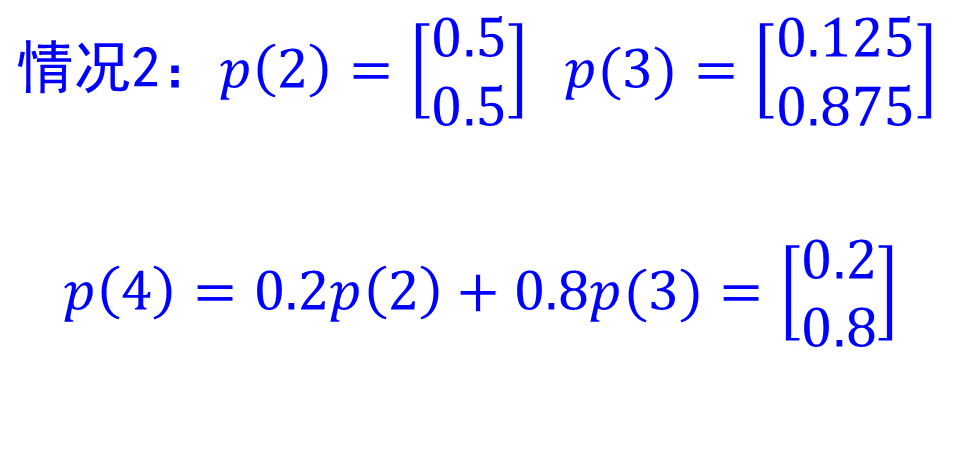 情况2：p(2) = [0.5 0.5] p(3) = [0.125 0.875]
p(4) = 0.2p(2) + 0.8p(3) = [0.2 0.8]